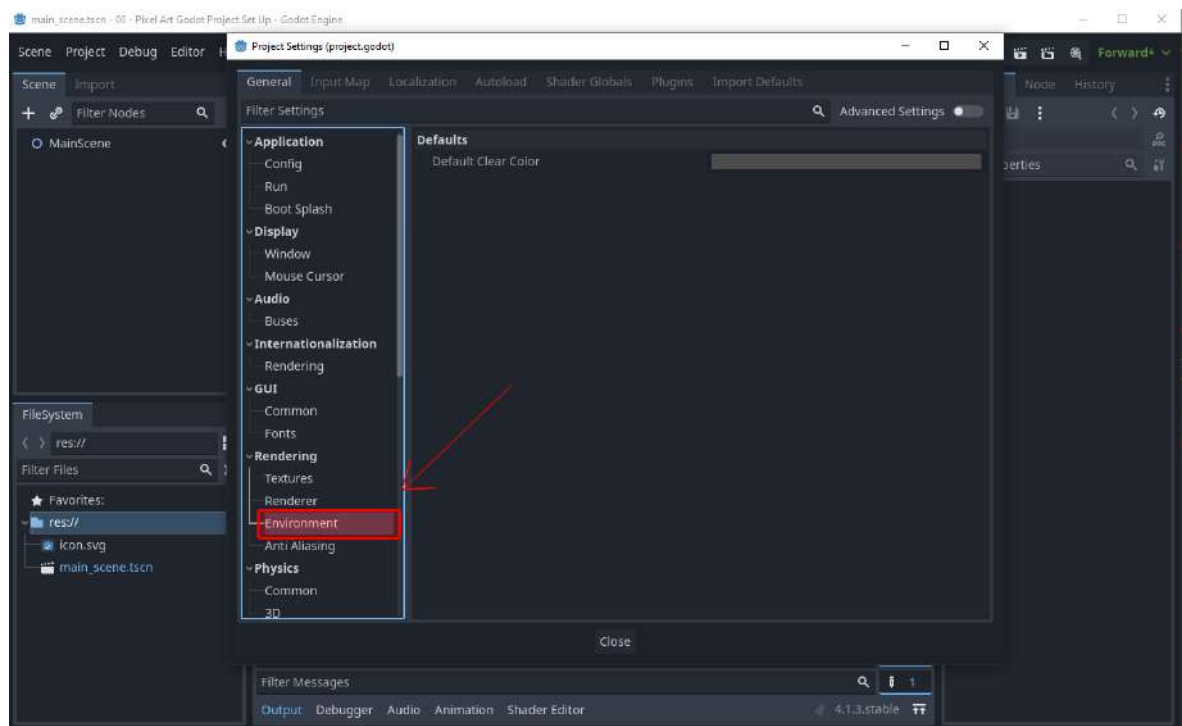 main_scene.tscn - 00 - Pixel Art Godot Project Set Up - Godot Engine
Scene Project Debug Editor H
Project Settings (project.godot)
Forward+
Scene Import
General Input Map Localization Autoload Shader Globals Plugins Import Defaults
Node History
Filter Nodes
Filter Settings
Advanced Settings
MainScene
Application
Config
Run
Boot Splash
Display
Window
Mouse Cursor
Audio
Buses
Internationalization
Rendering
GUI
Common
Fonts
Rendering
Textures
Renderer
Environment
Anti Aliasing
Physics
Common
3D
Defaults
Default Clear Color
perties
FileSystem
res://
Filter Files
Favorites:
res://
icon.svg
main_scene.tscn
Close
Filter Messages
1
Output Debugger Audio Animation Shader Editor
4.1.3.stable